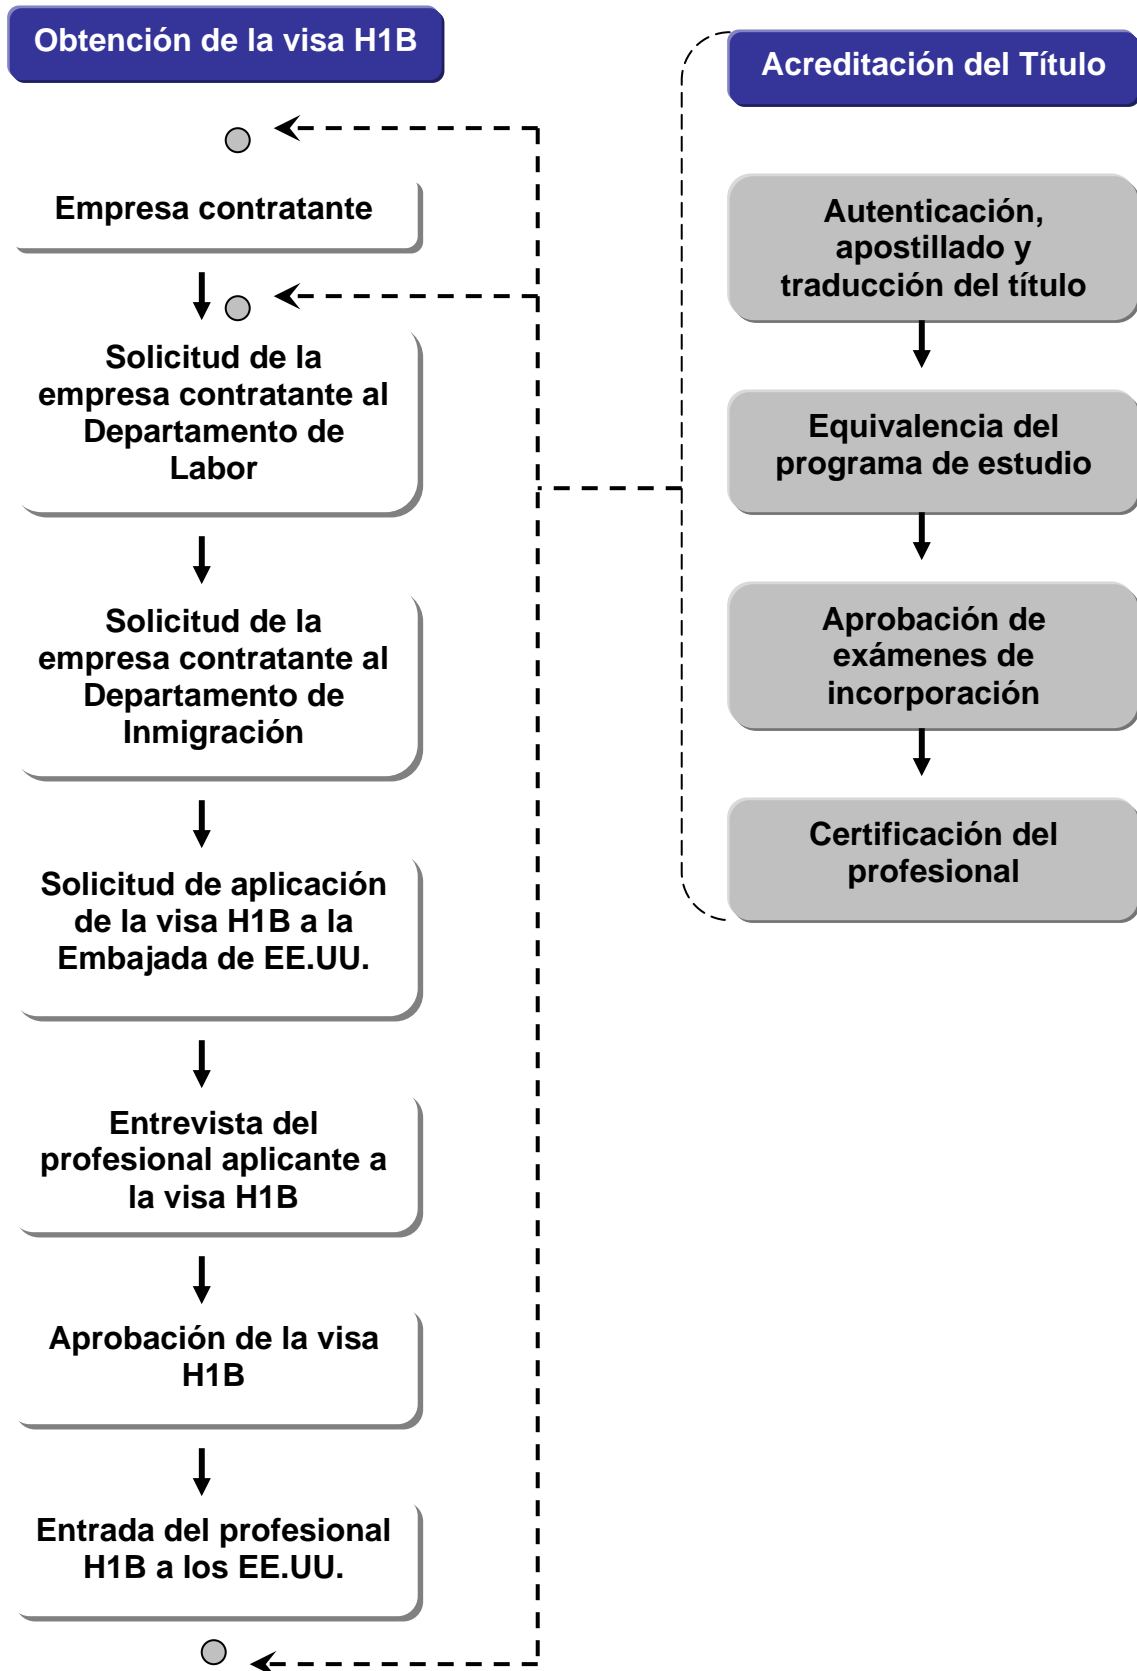 Obtención de la visa H1B
Empresa contratante
Solicitud de la
empresa contratante al
Departamento de
Labor
Solicitud de la
empresa contratante al
Departamento de
Inmigración
Solicitud de aplicación
de la visa H1B a la
Embajada de EE.UU.
Entrevista del
profesional aplicante a
la visa H1B
Aprobación de la visa
H1B
Entrada del profesional
H1B a los EE.UU.
Acreditación del Título
Autenticación,
apostillado y
traducción del título
Equivalencia del
programa de estudio
Aprobación de
exámenes de
incorporación
Certificación del
profesional